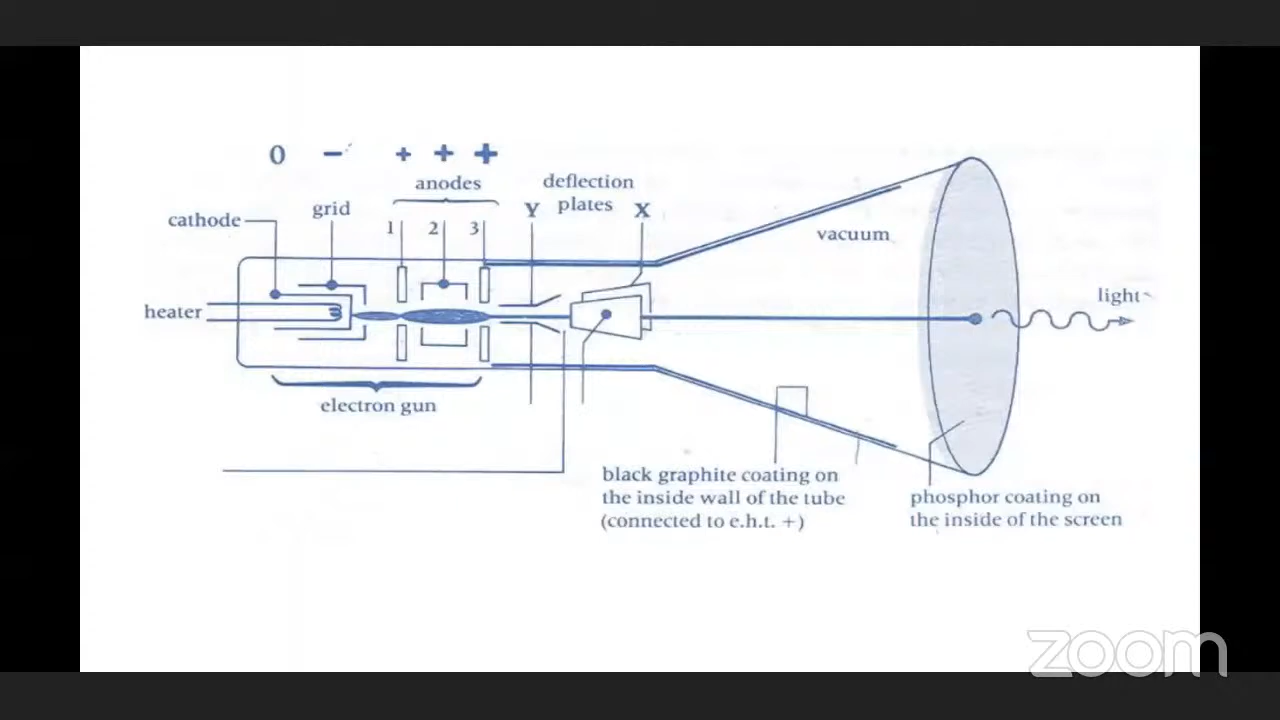 0 − + + +
anodes
deflection
plates
Y
X
cathode
grid
1 2 3
vacuum
heater
light
electron gun
black graphite coating on
the inside wall of the tube
(connected to e.h.t. +)
phosphor coating on
the inside of the screen
zoom